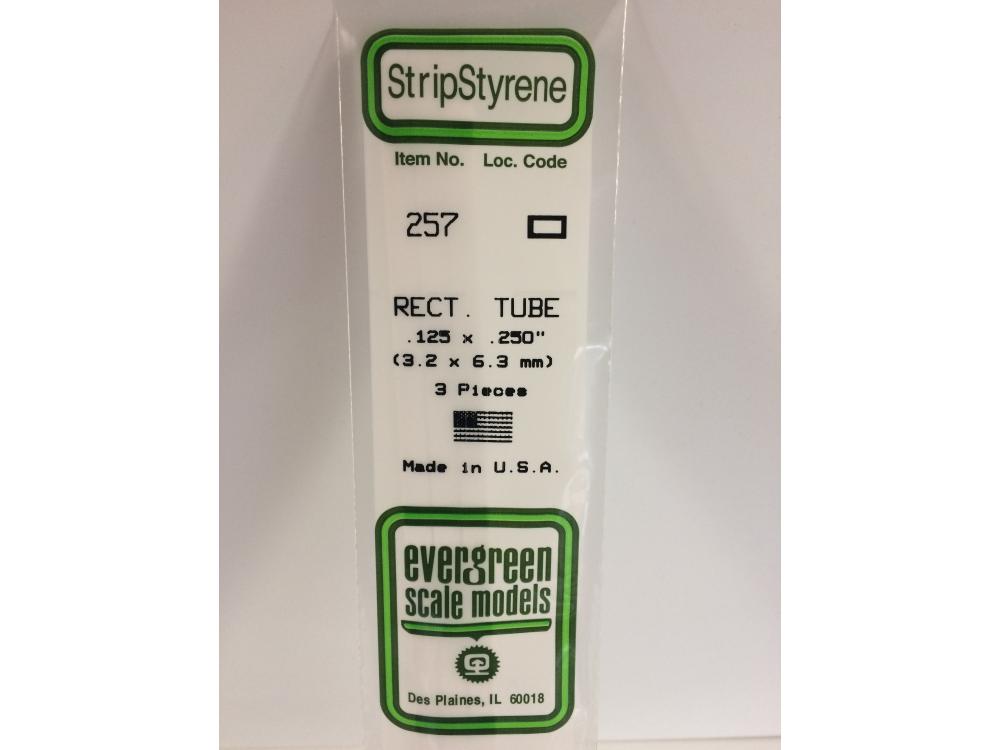 StripStyrene
Item No. Loc. Code
257
RECT. TUBE
.125 x .250"
(3.2 x 6.3 mm)
3 Pieces
Made in U.S.A.
evergreen
scale models
Des Plaines, IL 60018